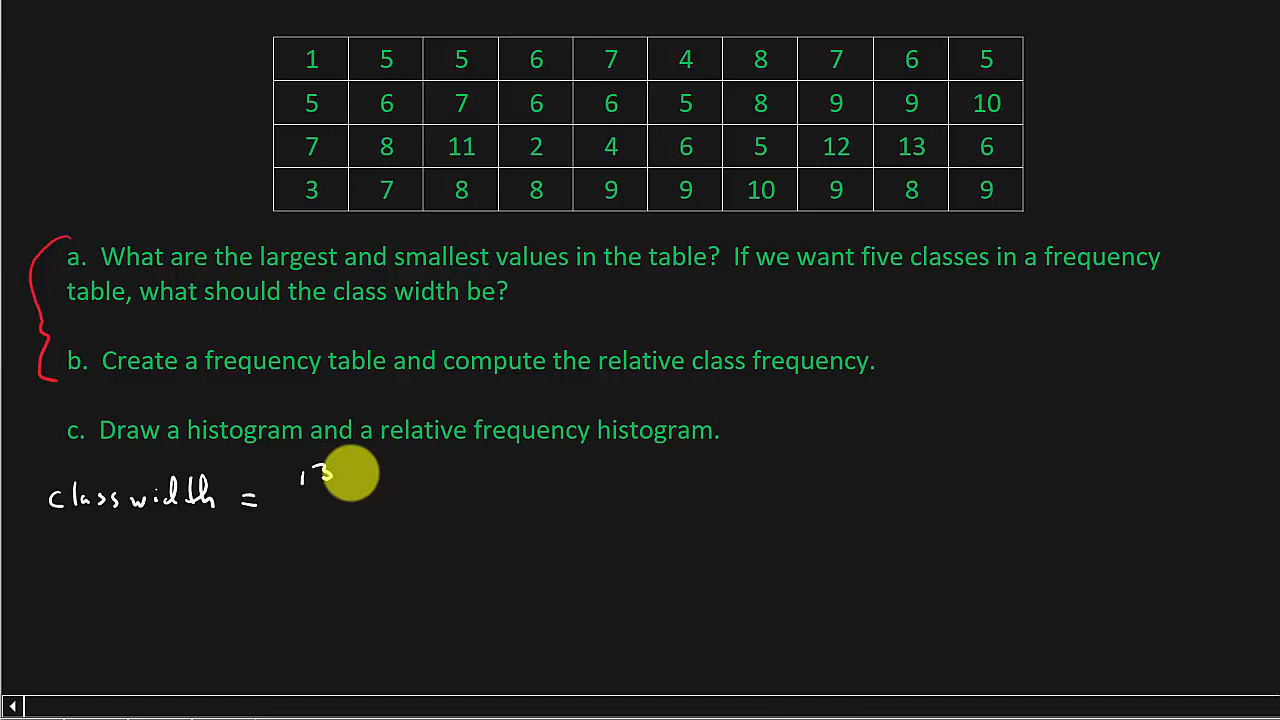 1 5 5 6 7 4 8 7 6 5
5 6 7 6 6 5 8 9 9 10
7 8 11 2 4 6 5 12 13 6
3 7 8 8 9 9 10 9 8 9
a. What are the largest and smallest values in the table? If we want five classes in a frequency
table, what should the class width be?
b. Create a frequency table and compute the relative class frequency.
c. Draw a histogram and a relative frequency histogram.
class width = 13